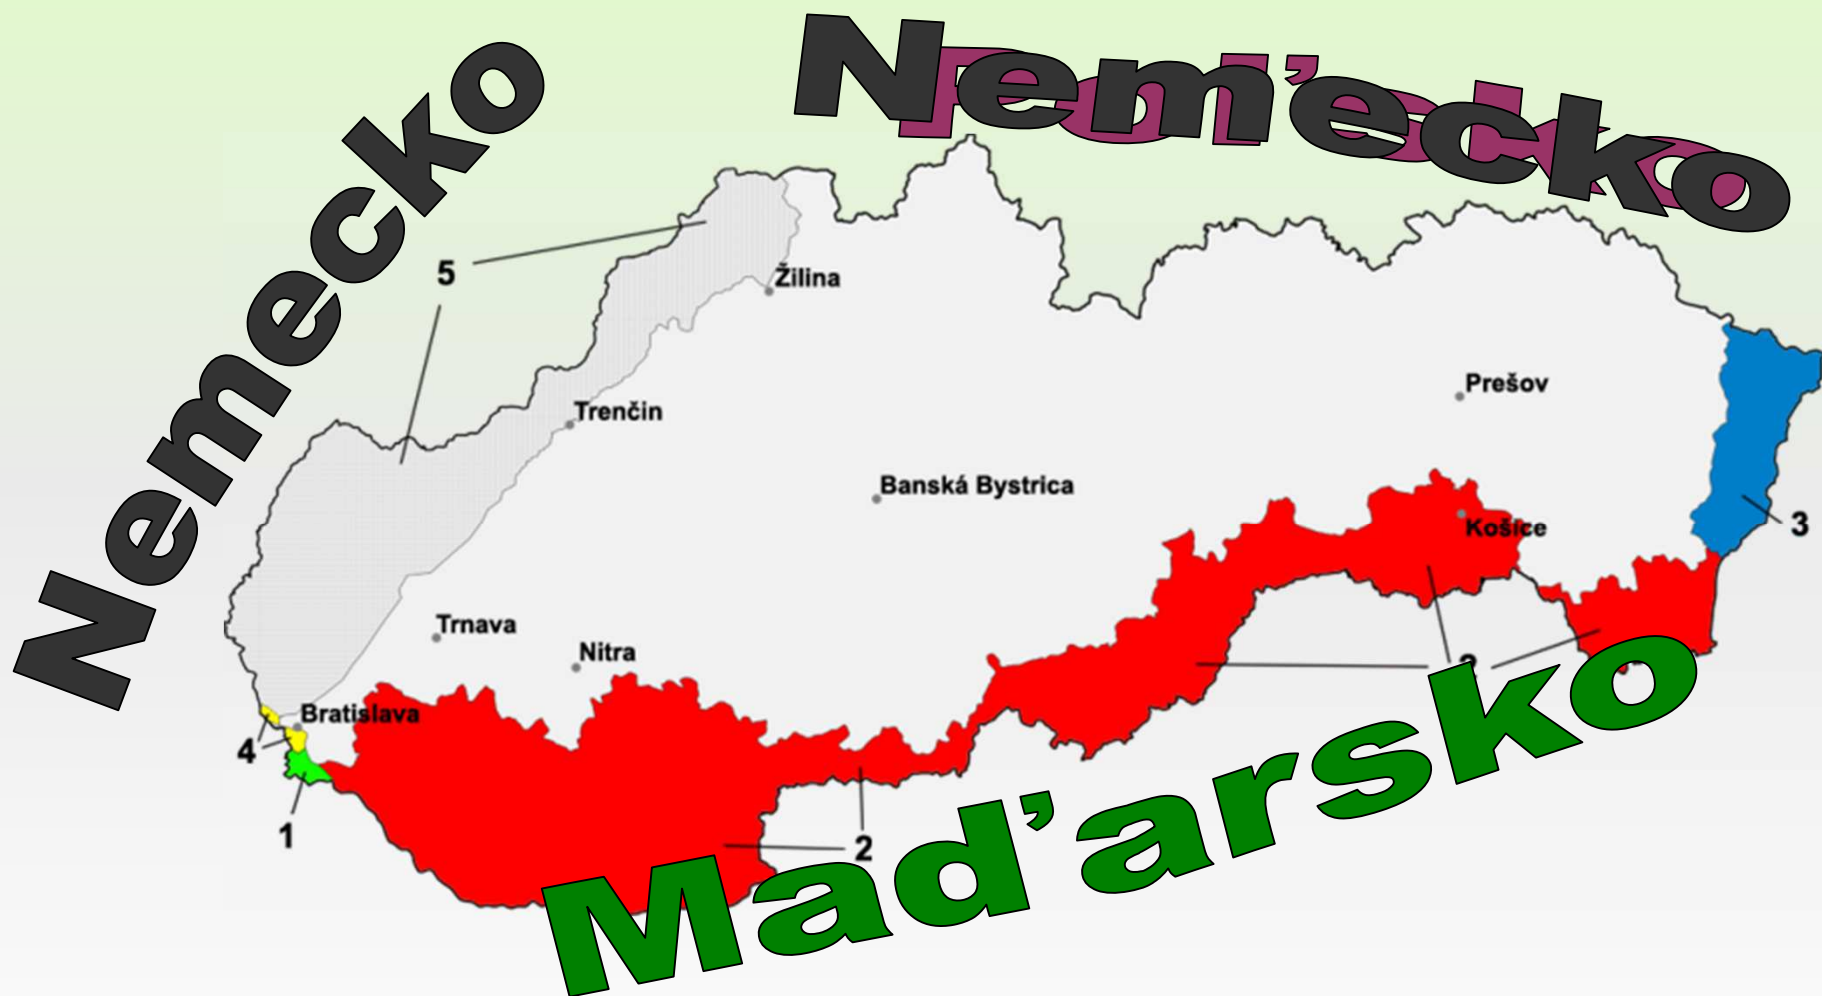 Nemecko
Poľsko
Nemecko
5
Žilina
Prešov
Trenčín
Banská Bystrica
3
Košice
Trnava
Nitra
2
Bratislava
4
1
2
Maďarsko